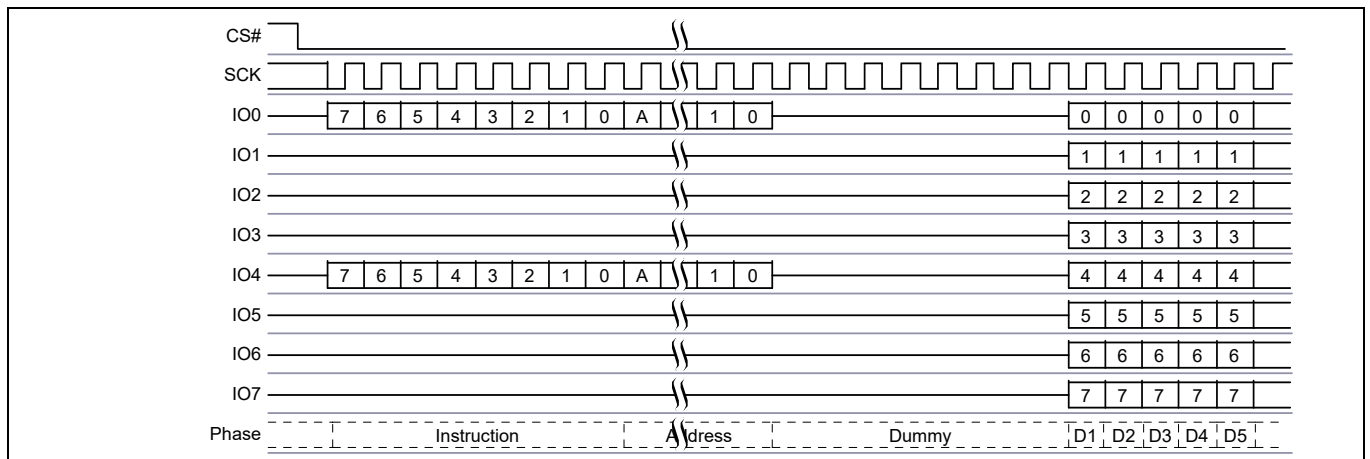 CS#
SCK
IO0 7 6 5 4 3 2 1 0 A 1 0 0 0 0 0 0
IO1 1 1 1 1 1
IO2 2 2 2 2 2
IO3 3 3 3 3 3
IO4 7 6 5 4 3 2 1 0 A 1 0 4 4 4 4 4
IO5 5 5 5 5 5
IO6 6 6 6 6 6
IO7 7 7 7 7 7
Phase Instruction Address Dummy D1 D2 D3 D4 D5